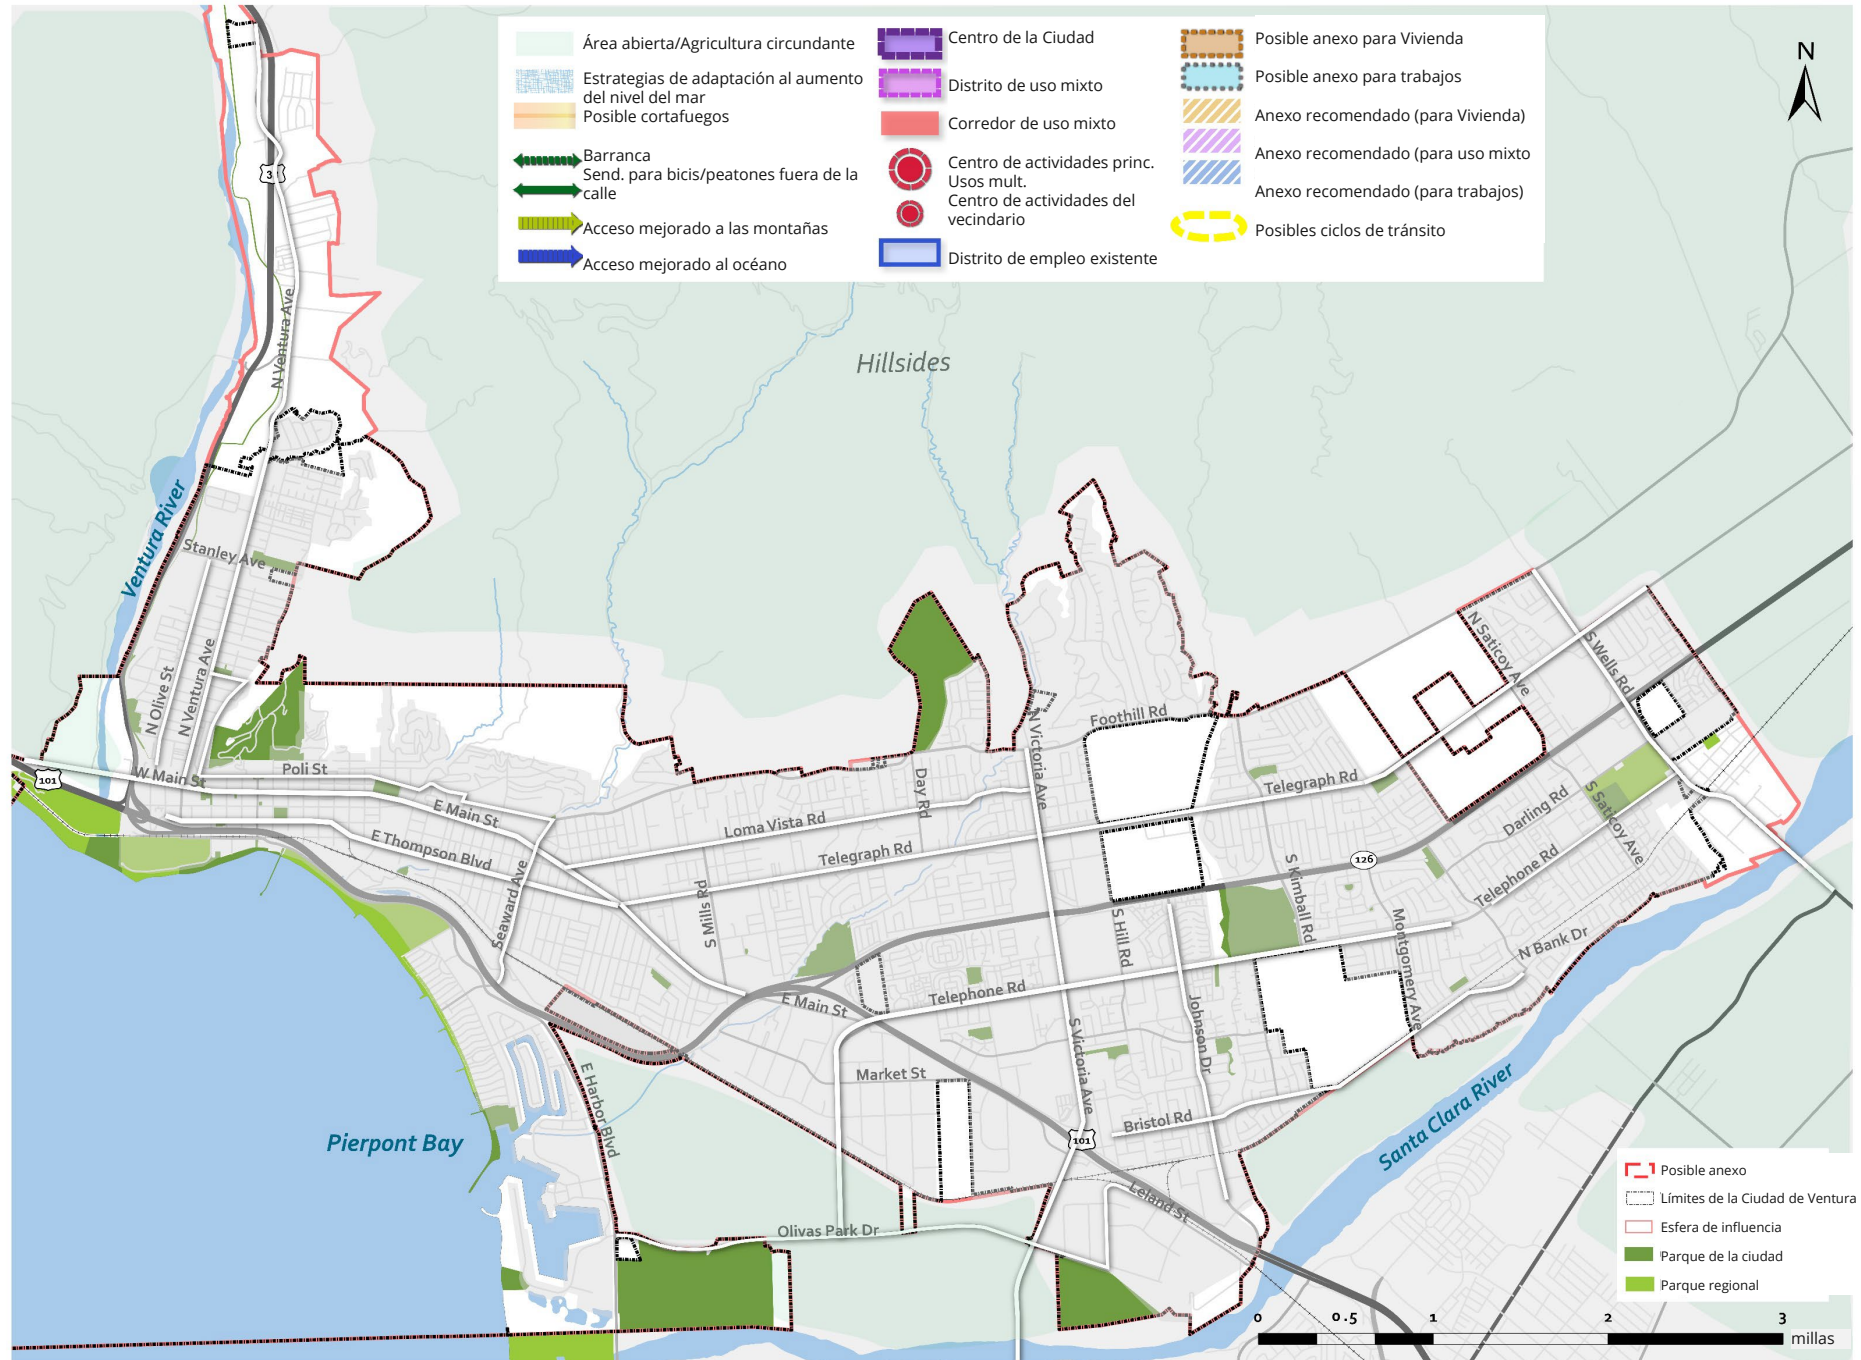 Área abierta/Agricultura circundante
Estrategias de adaptación al aumento
del nivel del mar
Posible cortafuegos
Barranca
Send. para bicis/peatones fuera de la
calle
Acceso mejorado a las montañas
Acceso mejorado al océano
Centro de la Ciudad
Distrito de uso mixto
Corredor de uso mixto
Centro de actividades princ.
Usos mult.
Centro de actividades del
vecindario
Distrito de empleo existente
Posible anexo para Vivienda
Posible anexo para trabajos
Anexo recomendado (para Vivienda)
Anexo recomendado (para uso mixto
Anexo recomendado (para trabajos)
Posibles ciclos de tránsito
N
N Ventura Ave
Hillsides
Ventura River
Stanley Ave
N Olive St
N Ventura Ave
101
W Main St
Poli St
E Main St
E Thompson Blvd
Seaward Ave
Loma Vista Rd
Telegraph Rd
S Mills Rd
Day Rd
N Victoria Ave
Foothill Rd
Telegraph Rd
N Saticoy Ave
S Wells Rd
S Saticoy Ave
Darling Rd
126
Telephone Rd
S Kimball Rd
Montgomery Ave
N Bank Dr
S Hill Rd
Telephone Rd
E Main St
Johnson Dr
S Victoria Ave
Market St
Bristol Rd
101
Leland St
E Harbor Blvd
Olivas Park Dr
Pierpont Bay
Santa Clara River
Posible anexo
Límites de la Ciudad de Ventura
Esfera de influencia
Parque de la ciudad
Parque regional
0 0.5 1 2 3
millas